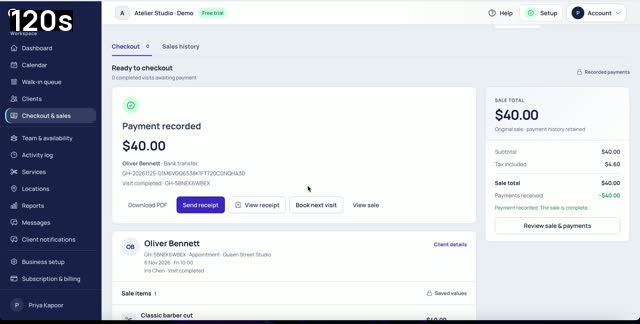 120s
Workspace
Dashboard
Calendar
Walk-in queue
Clients
Checkout & sales
Team & availability
Activity log
Services
Locations
Reports
Messages
Client notifications
Business setup
Subscription & billing
P Priya Kapoor
A Atelier Studio · Demo Free trial
Help Setup P Account
Checkout 0 Sales history
Ready to checkout
0 completed visits awaiting payment
Recorded payments
Payment recorded
$40.00
Oliver Bennett · Bank transfer
Visit completed · GH-5BNEK6WBEX
Download PDF Send receipt View receipt Book next visit View sale
OB Oliver Bennett Client details
GH-5BNEK6WBEX · Appointment · Queen Street Studio
6 Nov 2026 · Fri 10:00
Iris Chen · Visit completed
Sale items 1 Saved values
Classic barber cut $40.00
SALE TOTAL
$40.00
Original sale · payment history retained
Subtotal $40.00
Tax included $4.60
Sale total $40.00
Payments received -$40.00
Payment recorded. The sale is complete.
Review sale & payments